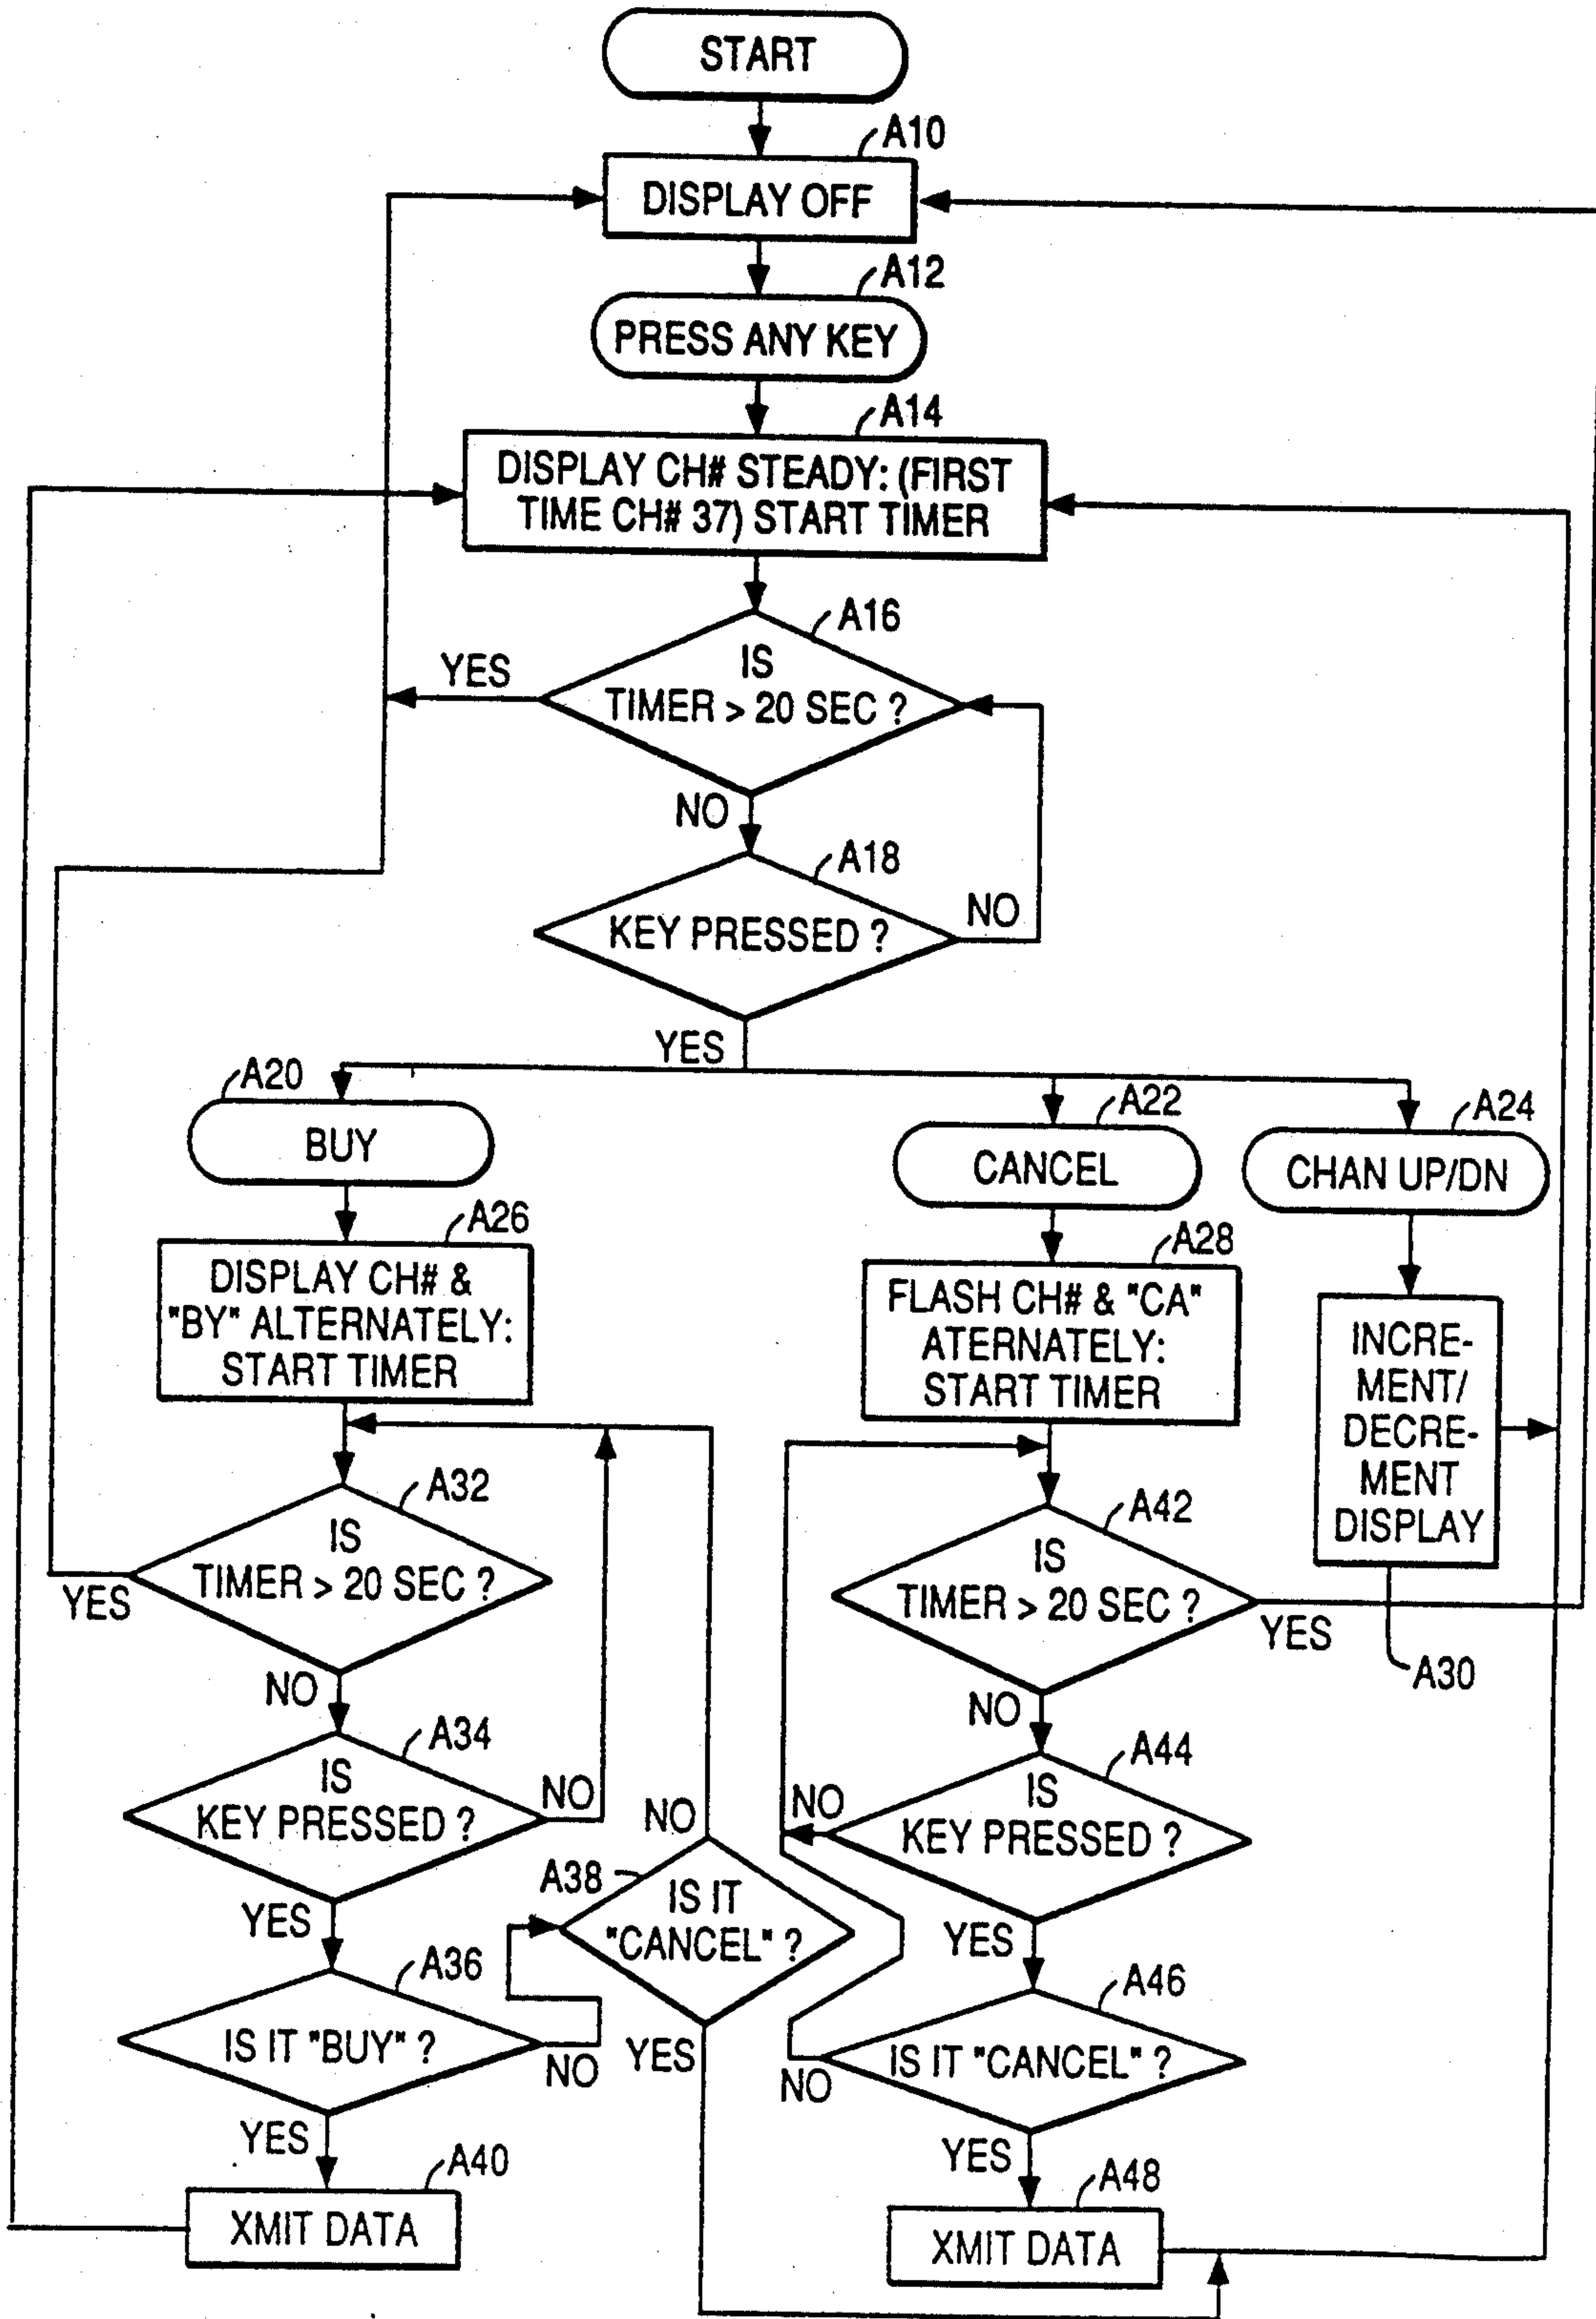 START
A10
DISPLAY OFF
A12
PRESS ANY KEY
A14
DISPLAY CH# STEADY: (FIRST
TIME CH# 37) START TIMER
A16
IS
TIMER > 20 SEC ?
YES
NO
A18
KEY PRESSED ?
NO
YES
A20
BUY
A22
CANCEL
A24
CHAN UP/DN
A26
DISPLAY CH# &
"BY" ALTERNATELY:
START TIMER
A28
FLASH CH# & "CA"
ATERNATELY:
START TIMER
INCRE-
MENT/
DECRE-
MENT
DISPLAY
A30
A32
IS
TIMER > 20 SEC ?
YES
NO
A34
IS
KEY PRESSED ?
NO
YES
A36
IS IT "BUY" ?
NO
YES
A38
IS IT
"CANCEL" ?
NO
YES
A40
XMIT DATA
A42
IS
TIMER > 20 SEC ?
YES
NO
A44
IS
KEY PRESSED ?
NO
YES
A46
IS IT "CANCEL" ?
NO
YES
A48
XMIT DATA